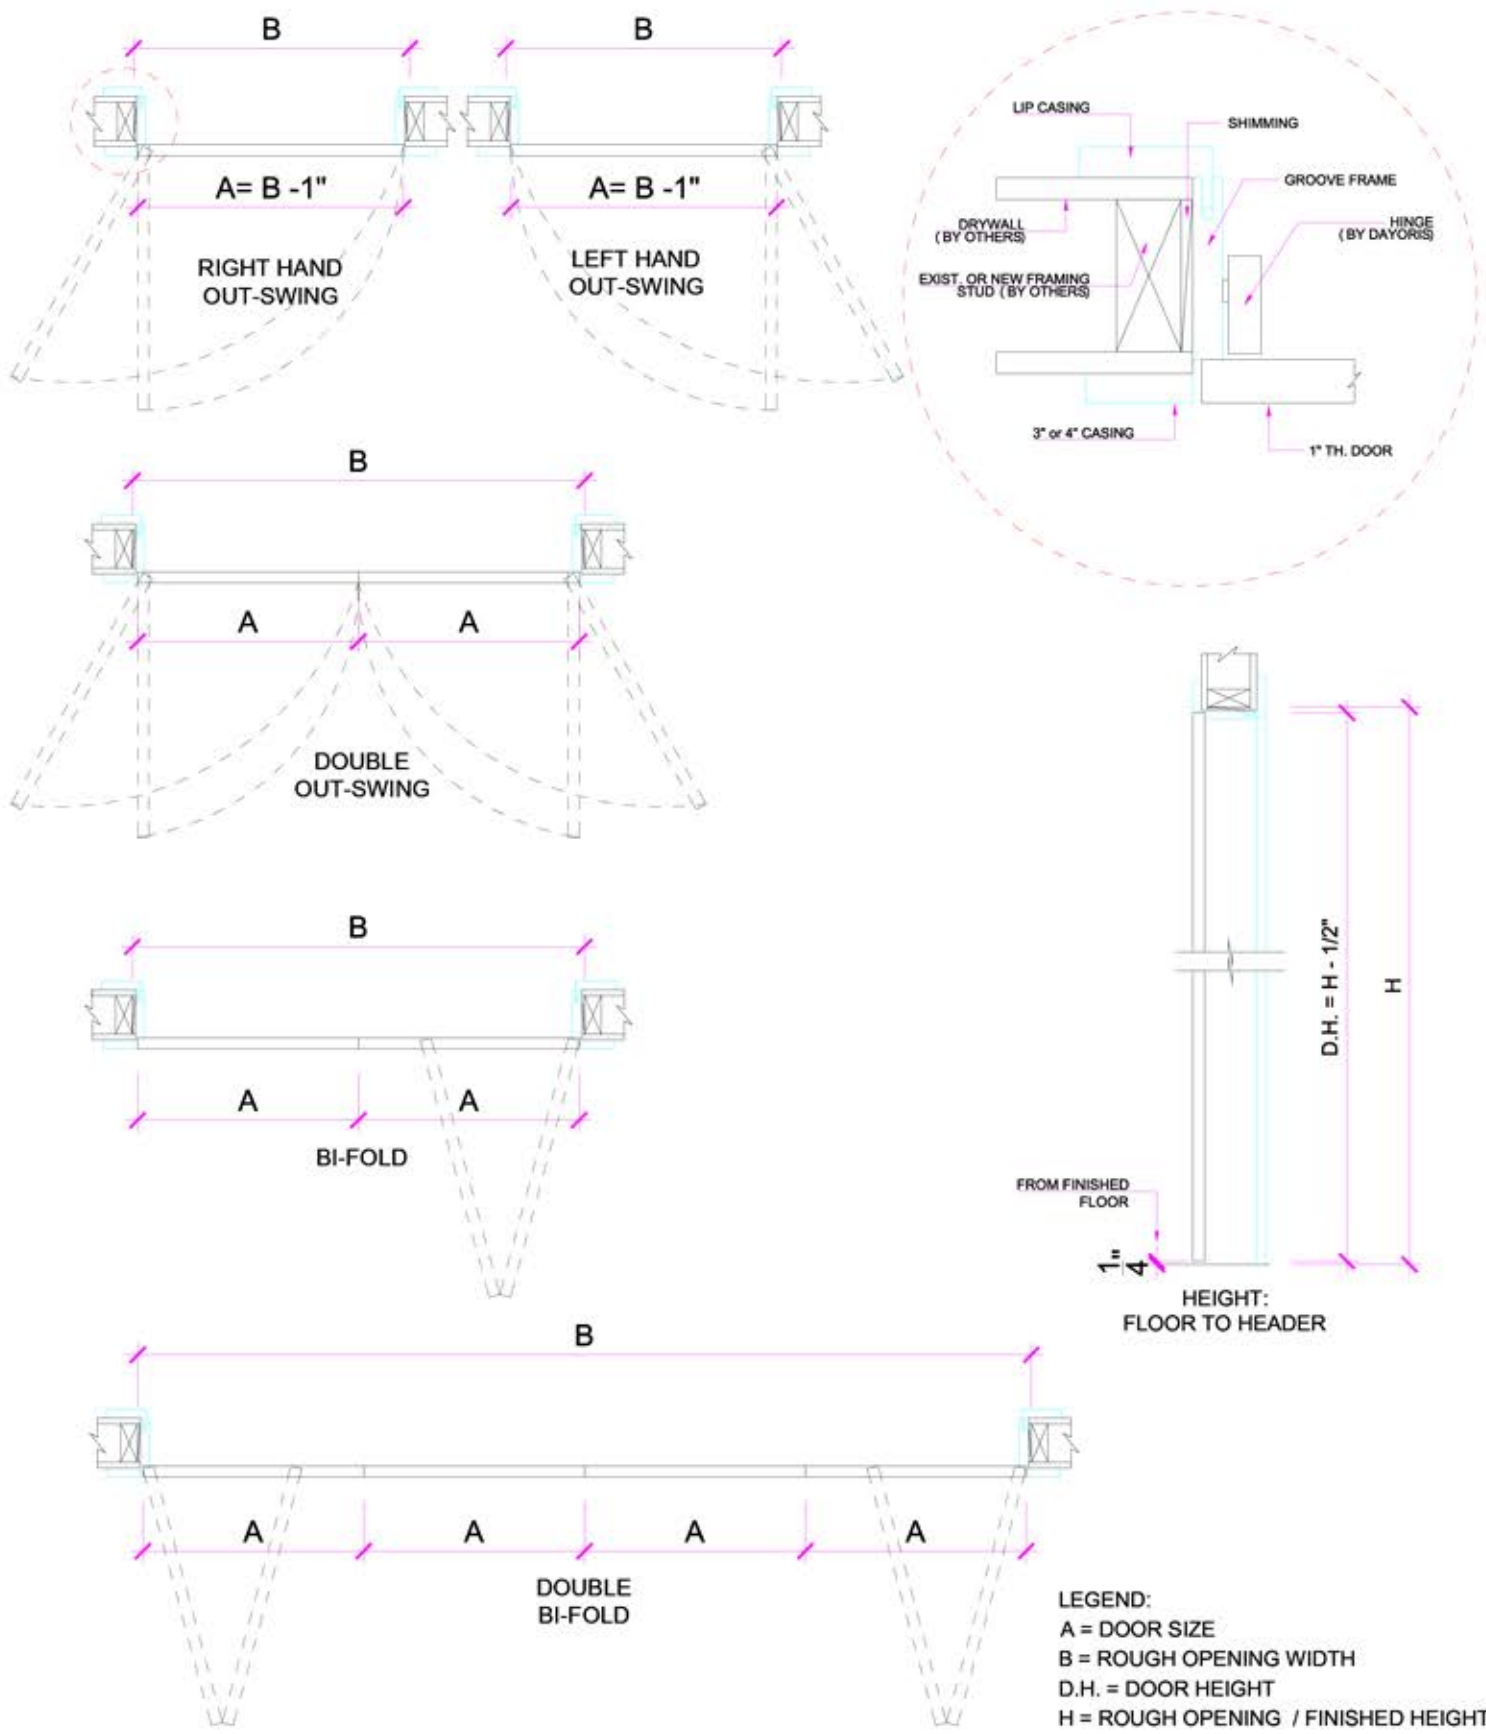 B
B
A= B -1"
A= B -1"
RIGHT HAND
OUT-SWING
LEFT HAND
OUT-SWING
LIP CASING
SHIMMING
GROOVE FRAME
DRYWALL
( BY OTHERS)
HINGE
( BY DAYORIS)
EXIST. OR NEW FRAMING
STUD ( BY OTHERS)
3" or 4" CASING
1" TH. DOOR
B
A
A
DOUBLE
OUT-SWING
B
A
A
BI-FOLD
D.H. = H - 1/2"
H
FROM FINISHED
FLOOR
1"
4
HEIGHT:
FLOOR TO HEADER
B
A
A
A
A
DOUBLE
BI-FOLD
LEGEND:
A = DOOR SIZE
B = ROUGH OPENING WIDTH
D.H. = DOOR HEIGHT
H = ROUGH OPENING / FINISHED HEIGHT